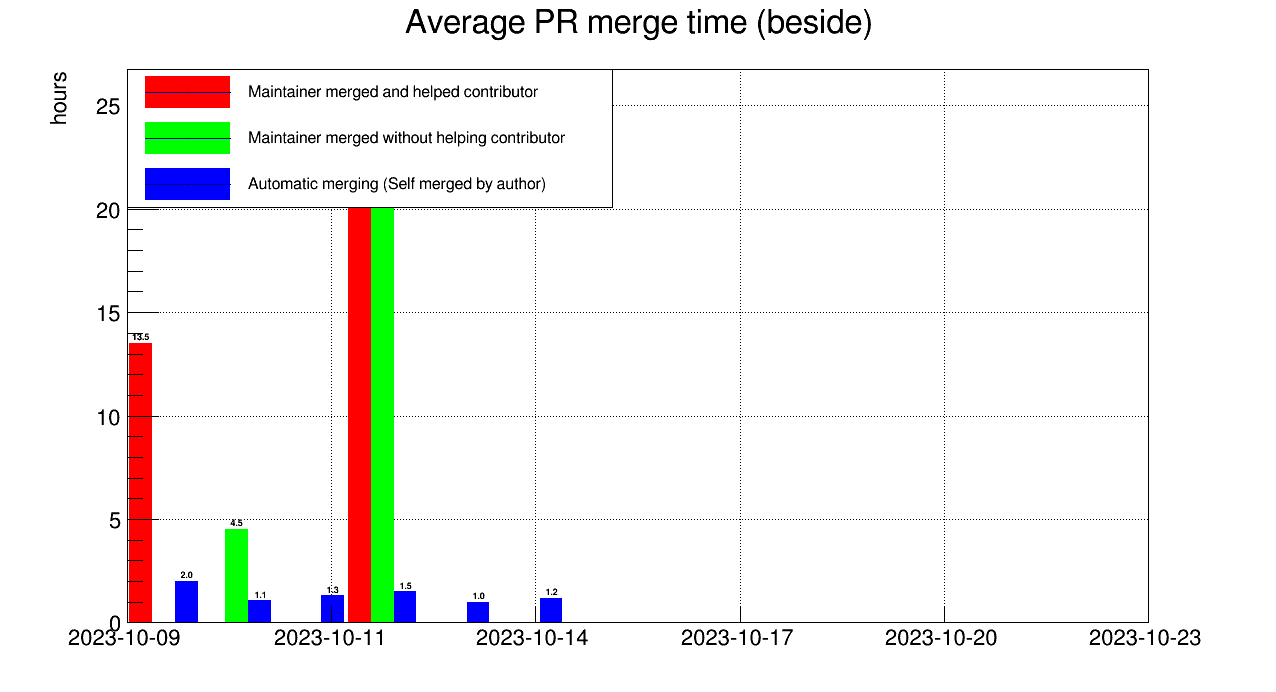 Average PR merge time (beside)
hours
Maintainer merged and helped contributor
Maintainer merged without helping contributor
Automatic merging (Self merged by author)
25
20
15
10
5
0
13.5
2.0
4.5
1.1
1.3
1.5
1.0
1.2
2023-10-09 2023-10-11 2023-10-14 2023-10-17 2023-10-20 2023-10-23